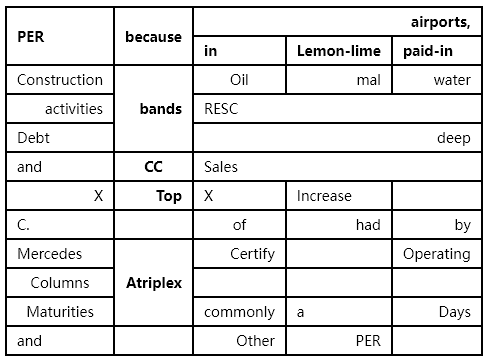 airports,
PER because
in Lemon-lime paid-in
Construction Oil mal water
activities bands RESC
Debt deep
and CC Sales
X Top X Increase
C. of had by
Mercedes Certify Operating
Columns Atriplex
Maturities commonly a Days
and Other PER